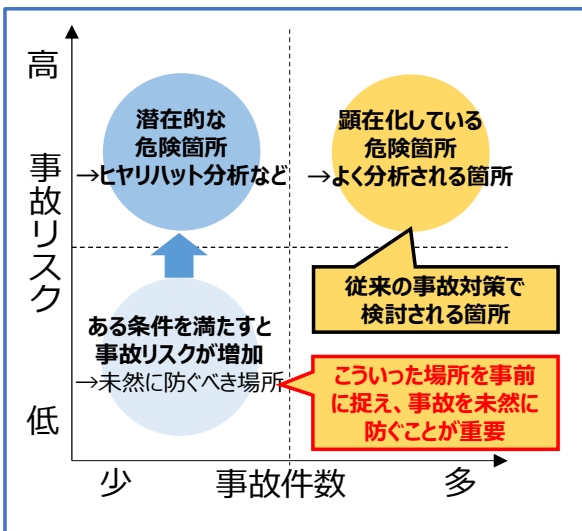 高
事故リスク
低
潜在的な
危険箇所
→ヒヤリハット分析など
顕在化している
危険箇所
→よく分析される箇所
従来の事故対策で
検討される箇所
ある条件を満たすと
事故リスクが増加
→未然に防ぐべき場所
こういった場所を事前
に捉え、事故を未然に
防ぐことが重要
少
事故件数
多